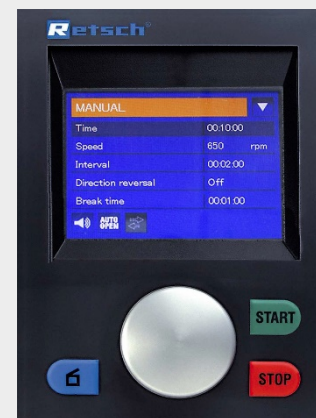 Retsch®
MANUAL
Time 00:10:00
Speed 650 rpm
Interval 00:02:00
Direction reversal Off
Break time 00:01:00
AUTO OPEN
START
STOP